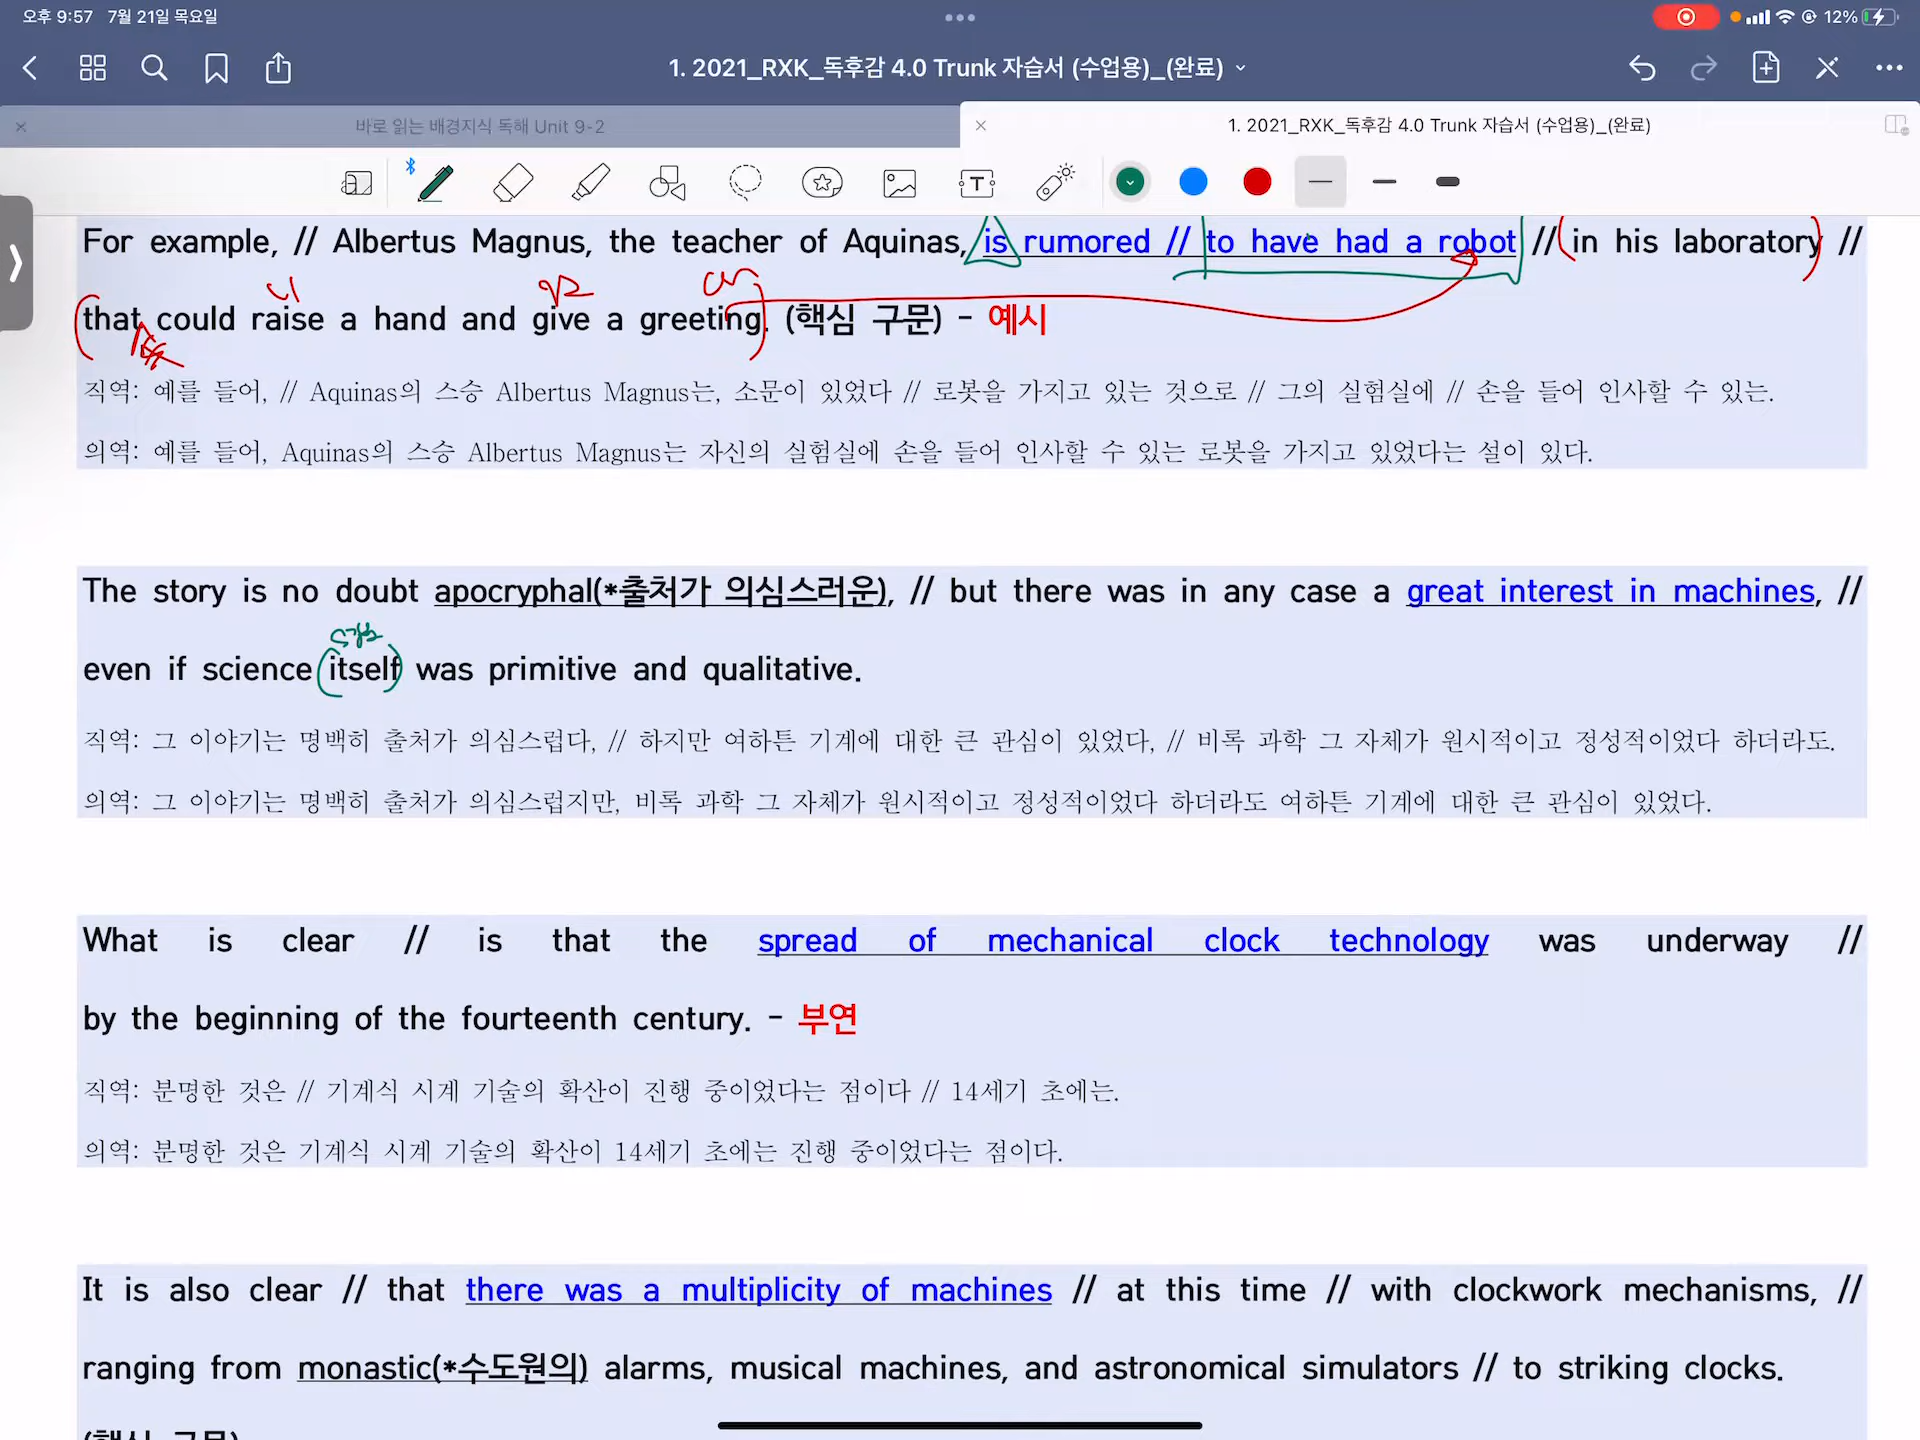 오후 9:57 7월 21일 목요일
12%
1. 2021_RXK_독후감 4.0 Trunk 자습서 (수업용)_(완료)
바로 읽는 배경지식 독해 Unit 9-2
1. 2021_RXK_독후감 4.0 Trunk 자습서 (수업용)_(완료)
For example, // Albertus Magnus, the teacher of Aquinas, is rumored // to have had a robot // in his laboratory //
that could raise a hand and give a greeting. (핵심 구문) - 예시
직역: 예를 들어, // Aquinas의 스승 Albertus Magnus는, 소문이 있었다 // 로봇을 가지고 있는 것으로 // 그의 실험실에 // 손을 들어 인사할 수 있는.
의역: 예를 들어, Aquinas의 스승 Albertus Magnus는 자신의 실험실에 손을 들어 인사할 수 있는 로봇을 가지고 있었다는 설이 있다.
The story is no doubt apocryphal(*출처가 의심스러운), // but there was in any case a great interest in machines, //
even if science itself was primitive and qualitative.
직역: 그 이야기는 명백히 출처가 의심스럽다, // 하지만 여하튼 기계에 대한 큰 관심이 있었다, // 비록 과학 그 자체가 원시적이고 정성적이었다 하더라도.
의역: 그 이야기는 명백히 출처가 의심스럽지만, 비록 과학 그 자체가 원시적이고 정성적이었다 하더라도 여하튼 기계에 대한 큰 관심이 있었다.
What is clear // is that the spread of mechanical clock technology was underway //
by the beginning of the fourteenth century. - 부연
직역: 분명한 것은 // 기계식 시계 기술의 확산이 진행 중이었다는 점이다 // 14세기 초에는.
의역: 분명한 것은 기계식 시계 기술의 확산이 14세기 초에는 진행 중이었다는 점이다.
It is also clear // that there was a multiplicity of machines // at this time // with clockwork mechanisms, //
ranging from monastic(*수도원의) alarms, musical machines, and astronomical simulators // to striking clocks.
(핵심 구문)